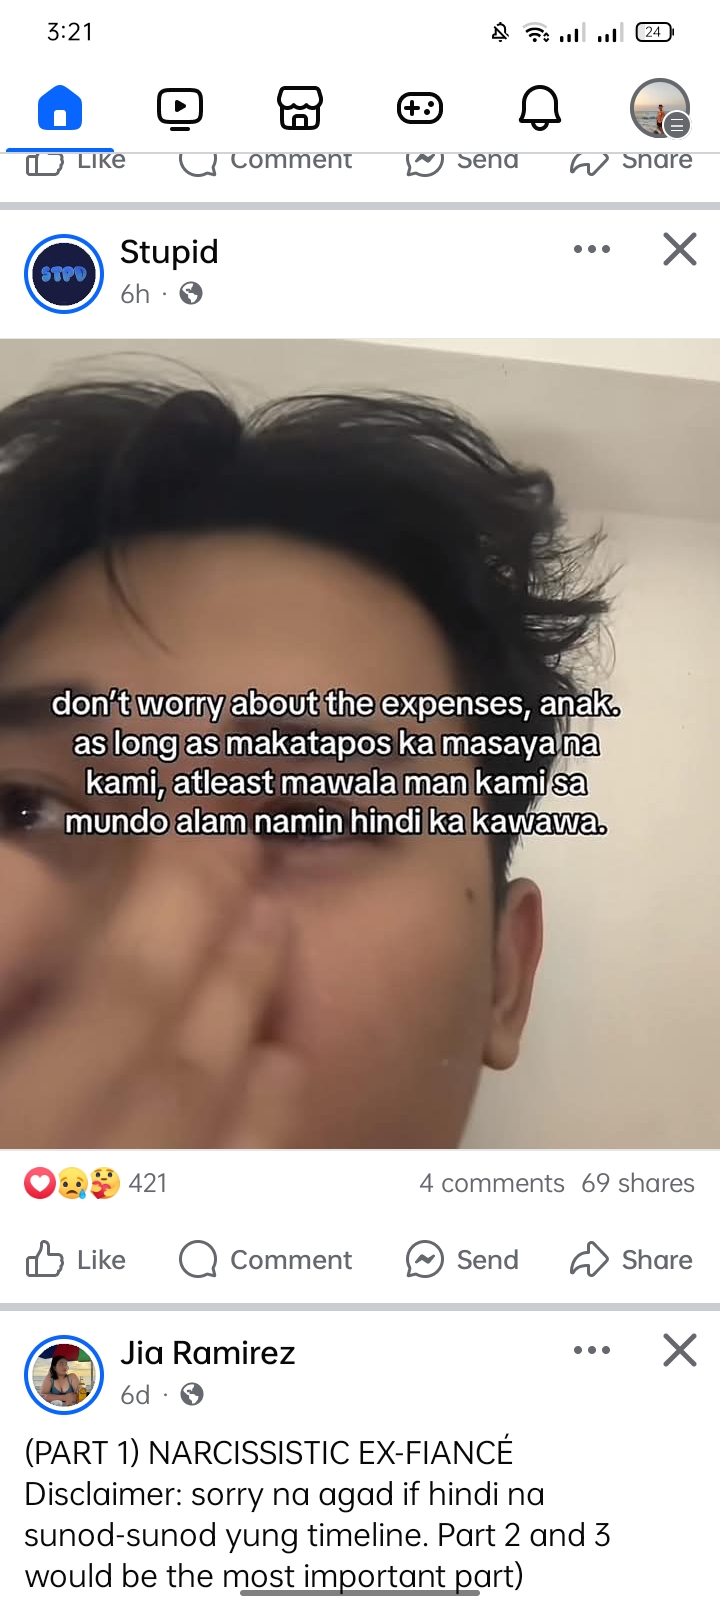 3:21
24
Like Comment Send Share
STPD
Stupid
6h ·
don't worry about the expenses, anak.
as long as makatapos ka masaya na
kami, atleast mawala man kami sa
mundo alam namin hindi ka kawawa.
421 4 comments 69 shares
Like Comment Send Share
Jia Ramirez
6d ·
(PART 1) NARCISSISTIC EX-FIANCÉ
Disclaimer: sorry na agad if hindi na
sunod-sunod yung timeline. Part 2 and 3
would be the most important part)